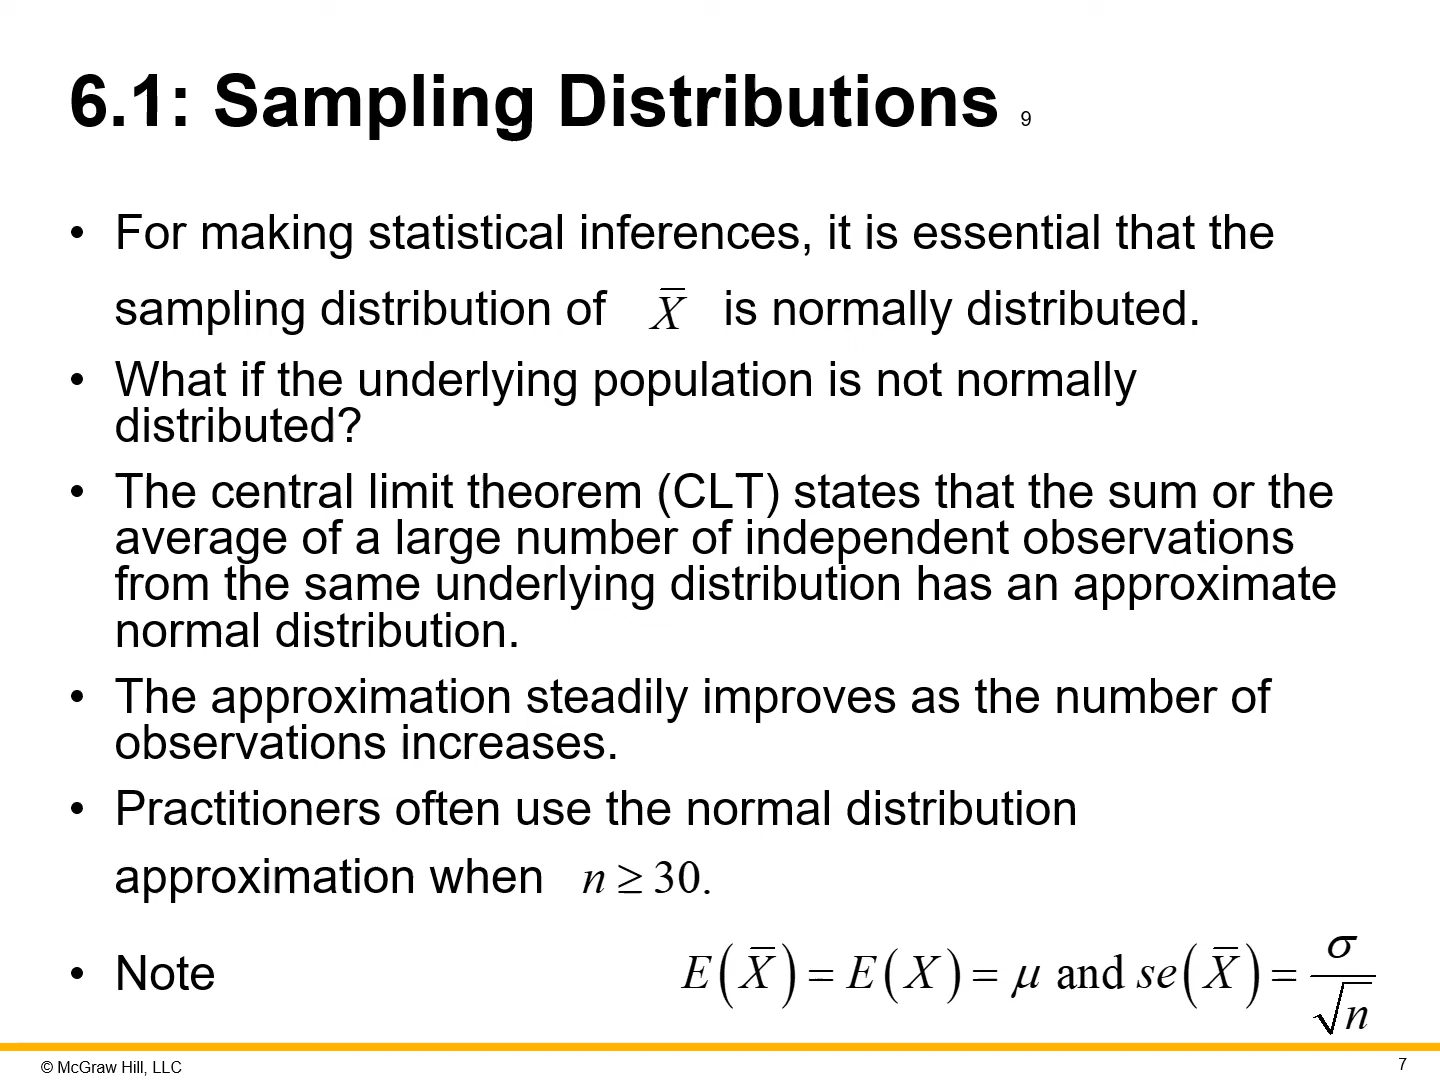 6.1: Sampling Distributions 9
• For making statistical inferences, it is essential that the
sampling distribution of X̄ is normally distributed.
• What if the underlying population is not normally
distributed?
• The central limit theorem (CLT) states that the sum or the
average of a large number of independent observations
from the same underlying distribution has an approximate
normal distribution.
• The approximation steadily improves as the number of
observations increases.
• Practitioners often use the normal distribution
approximation when n ≥ 30.
• Note E(X̄) = E(X) = μ and se(X̄) = σ/√n
© McGraw Hill, LLC 7